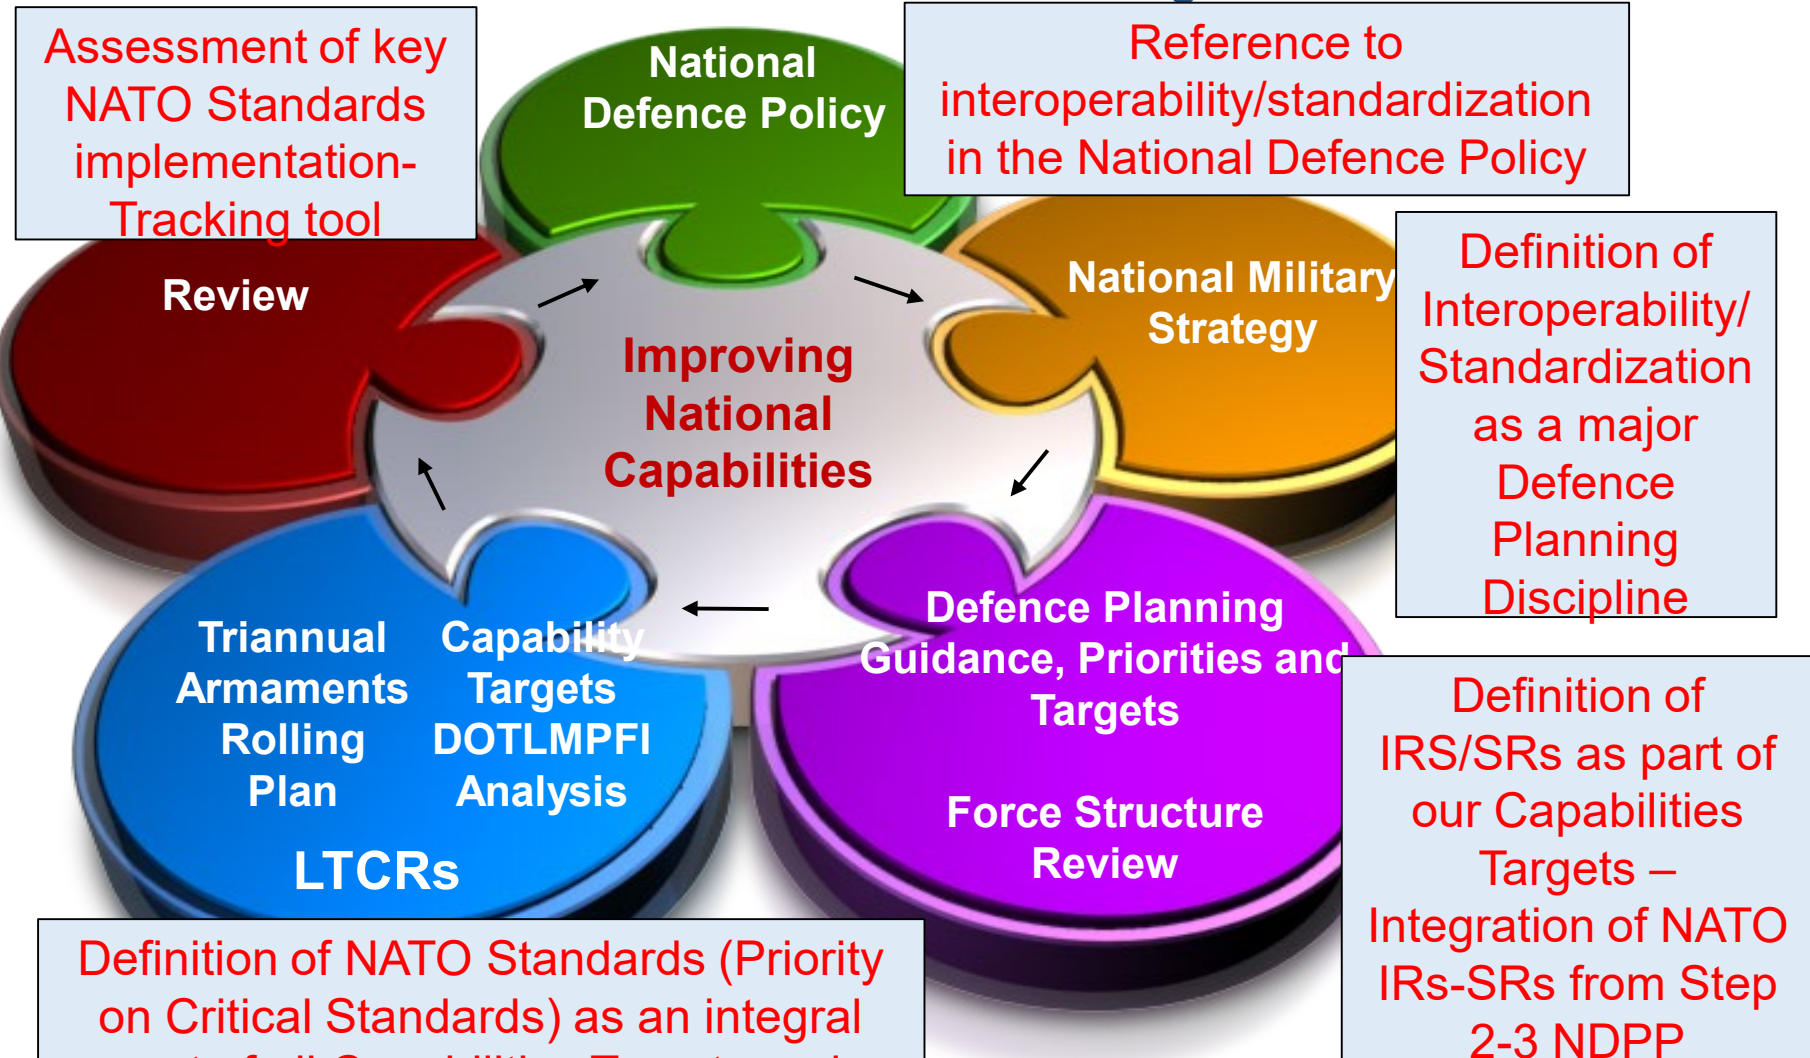 Assessment of key
NATO Standards
implementation-
Tracking tool
National
Defence Policy
Reference to
interoperability/standardization
in the National Defence Policy
Review
National Military
Strategy
Definition of
Interoperability/
Standardization
as a major
Defence
Planning
Discipline
Improving
National
Capabilities
Triannual
Armaments
Rolling
Plan
Capability
Targets
DOTLMPFI
Analysis
LTCRs
Defence Planning
Guidance, Priorities and
Targets
Force Structure
Review
Definition of
IRS/SRs as part of
our Capabilities
Targets –
Integration of NATO
IRs-SRs from Step
2-3 NDPP
Definition of NATO Standards (Priority
on Critical Standards) as an integral